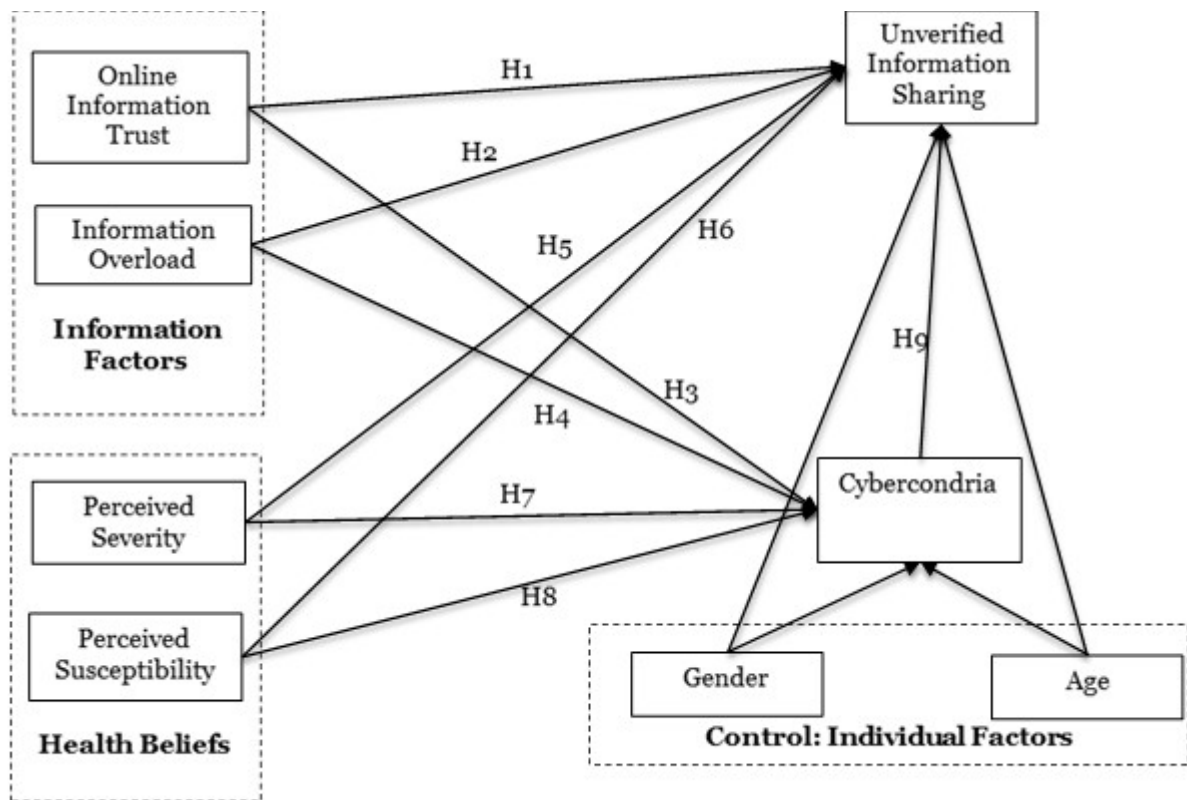 Online
Information
Trust
Information
Overload
Information
Factors
Perceived
Severity
Perceived
Susceptibility
Health Beliefs
H1
H2
H5
H6
H3
H4
H7
H8
H9
Unverified
Information
Sharing
Cybercondria
Gender
Age
Control: Individual Factors